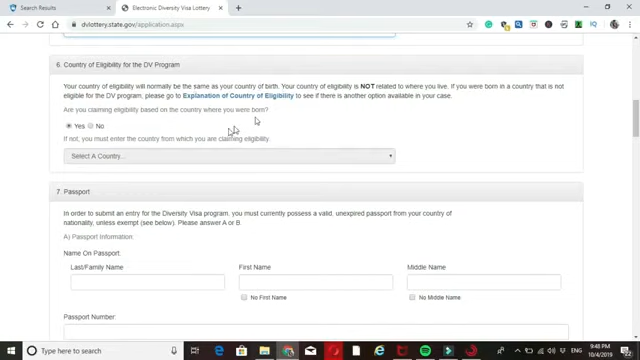 Search Results
Electronic Diversity Visa Lottery
dvlottery.state.gov/application.aspx
6. Country of Eligibility for the DV Program
Your country of eligibility will normally be the same as your country of birth. Your country of eligibility is NOT related to where you live. If you were born in a country that is not
eligible for the DV program, please go to Explanation of Country of Eligibility to see if there is another option available in your case.
Are you claiming eligibility based on the country where you were born?
Yes No
If not, you must enter the country from which you are claiming eligibility.
Select A Country...
7. Passport
In order to submit an entry for the Diversity Visa program, you must currently possess a valid, unexpired passport from your country of
nationality, unless exempt (see below). Please answer A or B.
A) Passport Information:
Name On Passport:
Last/Family Name First Name Middle Name
No First Name No Middle Name
Passport Number:
Type here to search
ENG
9:48 PM
10/4/2019